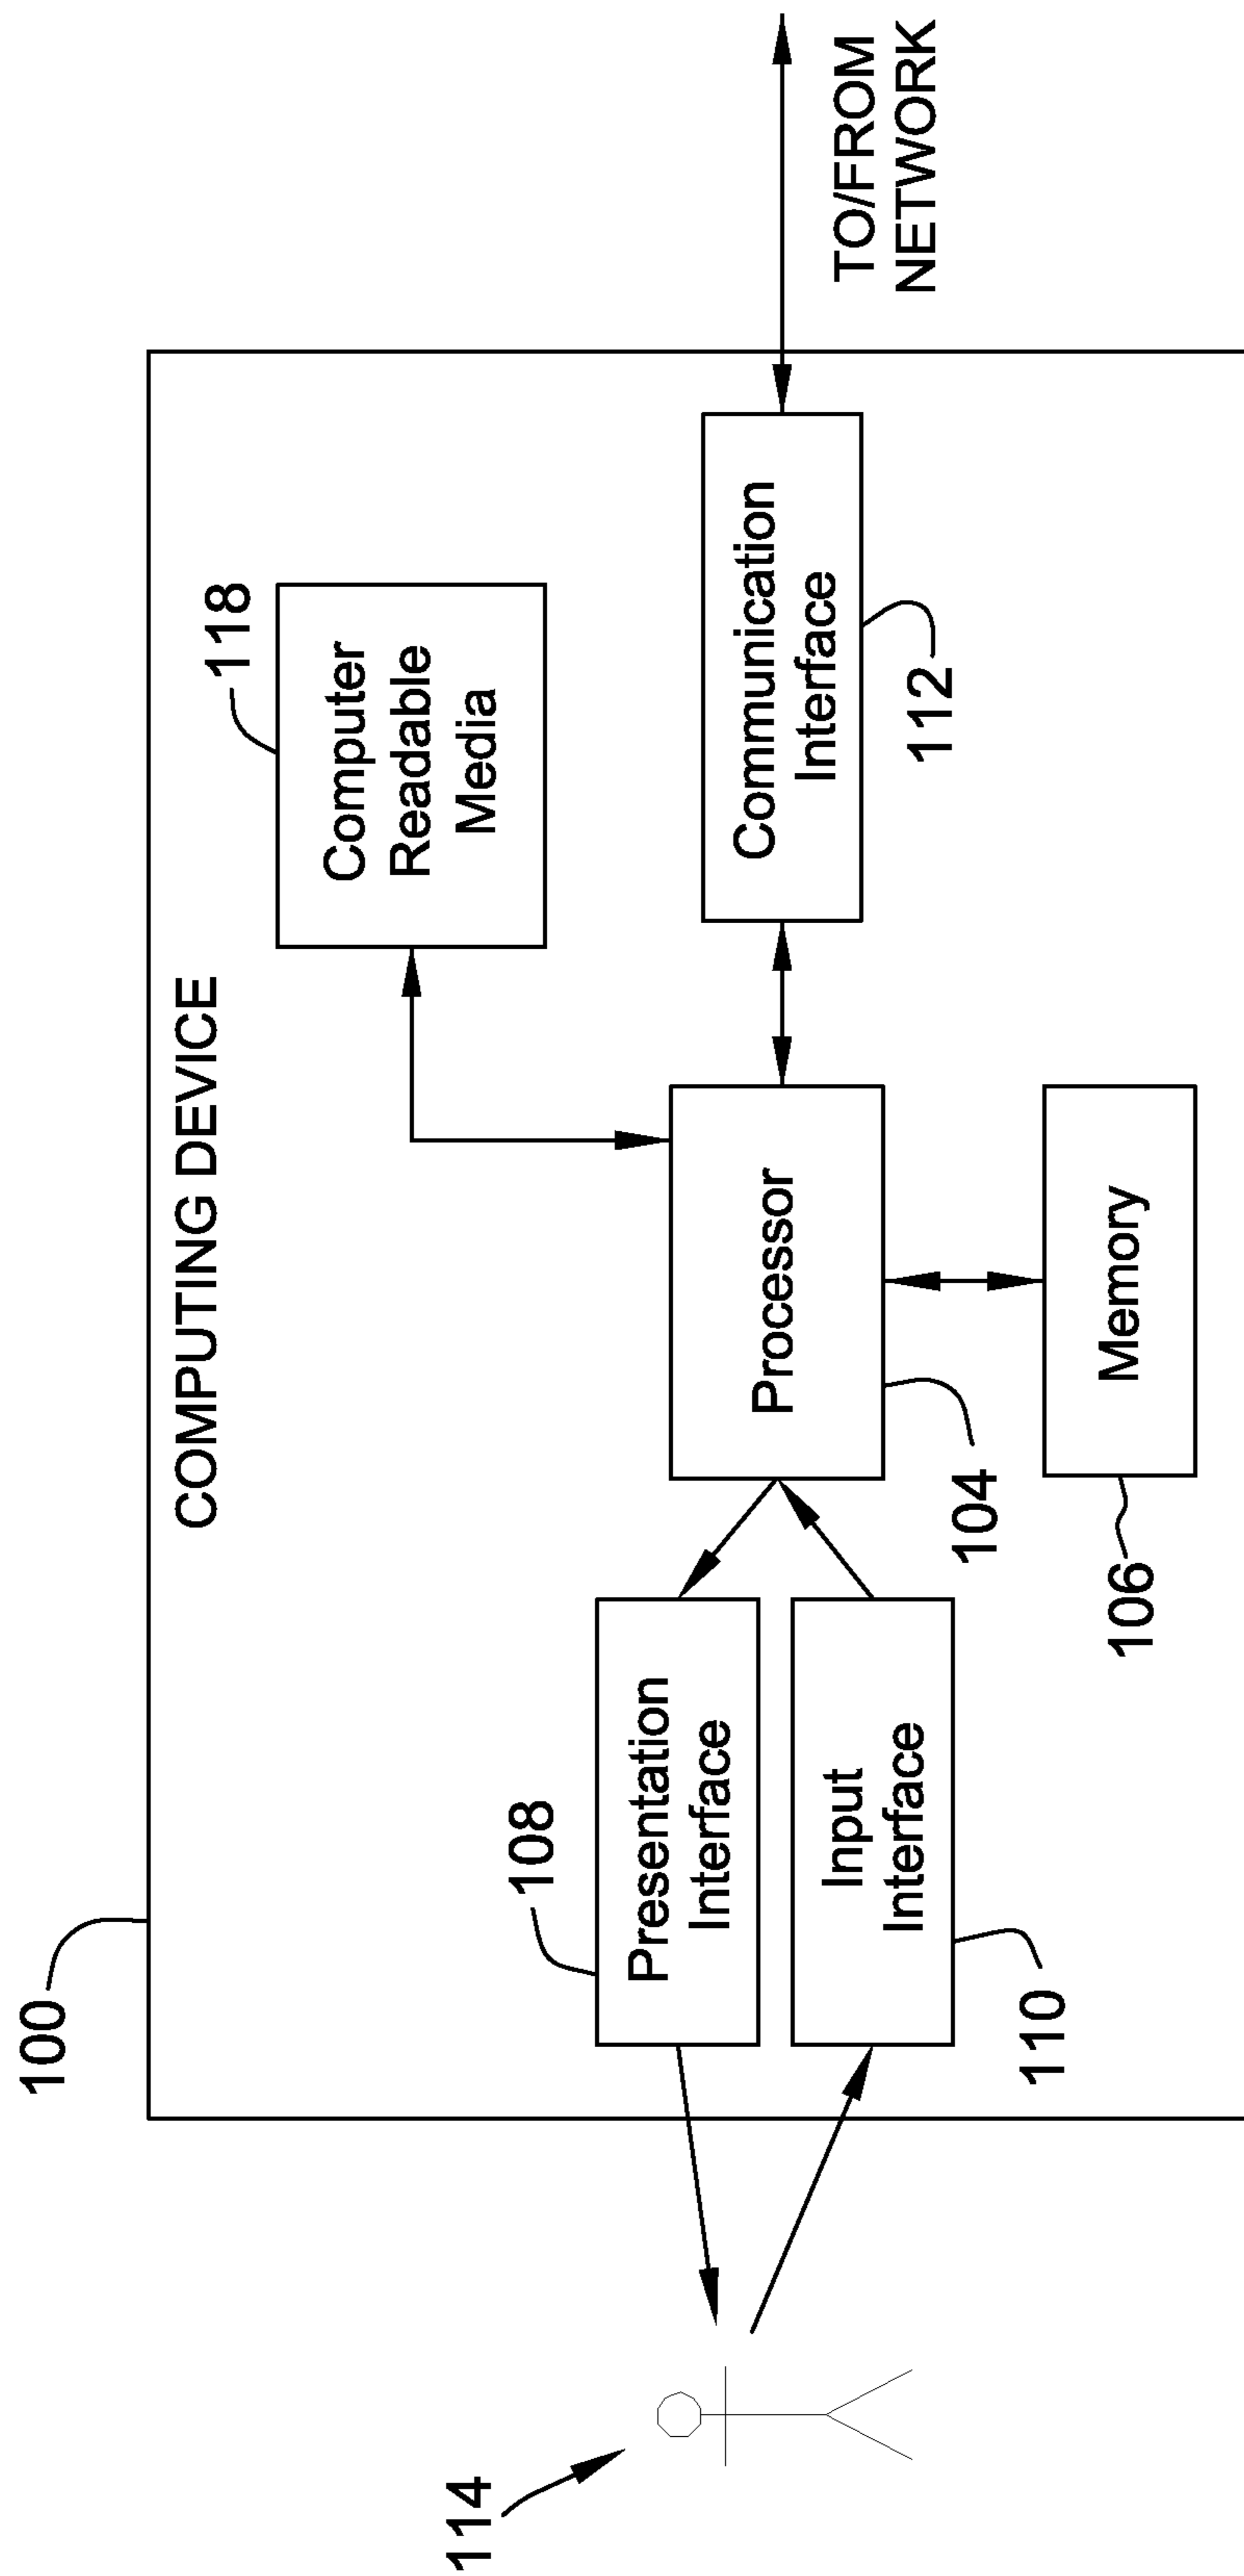 100
COMPUTING DEVICE
118
Computer
Readable
Media
108
Presentation
Interface
Processor
Communication
Interface
TO/FROM
NETWORK
114
Input
Interface
110
104
112
Memory
106